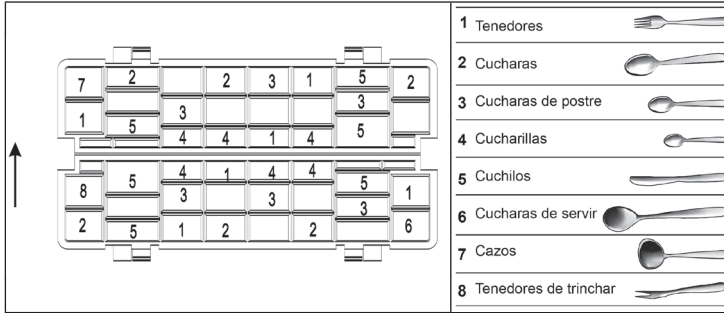 7 2 2 3 1 5 2
3
1 3
5 5
4 4 1 4
4 1 4 4
8 5 5 1
3 3
3
2 5 1 2 2 6
1 Tenedores
2 Cucharas
3 Cucharas de postre
4 Cucharillas
5 Cuchilos
6 Cucharas de servir
7 Cazos
8 Tenedores de trinchar